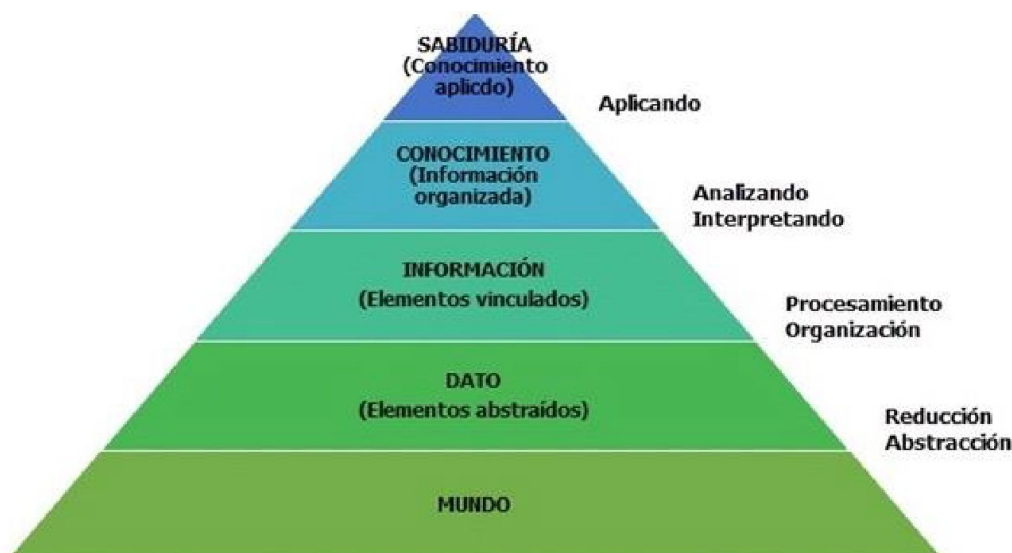 SABIDURÍA
(Conocimiento
aplicdo)
Aplicando
CONOCIMIENTO
(Información
organizada)
Analizando
Interpretando
INFORMACIÓN
(Elementos vinculados)
Procesamiento
Organización
DATO
(Elementos abstraídos)
Reducción
Abstracción
MUNDO